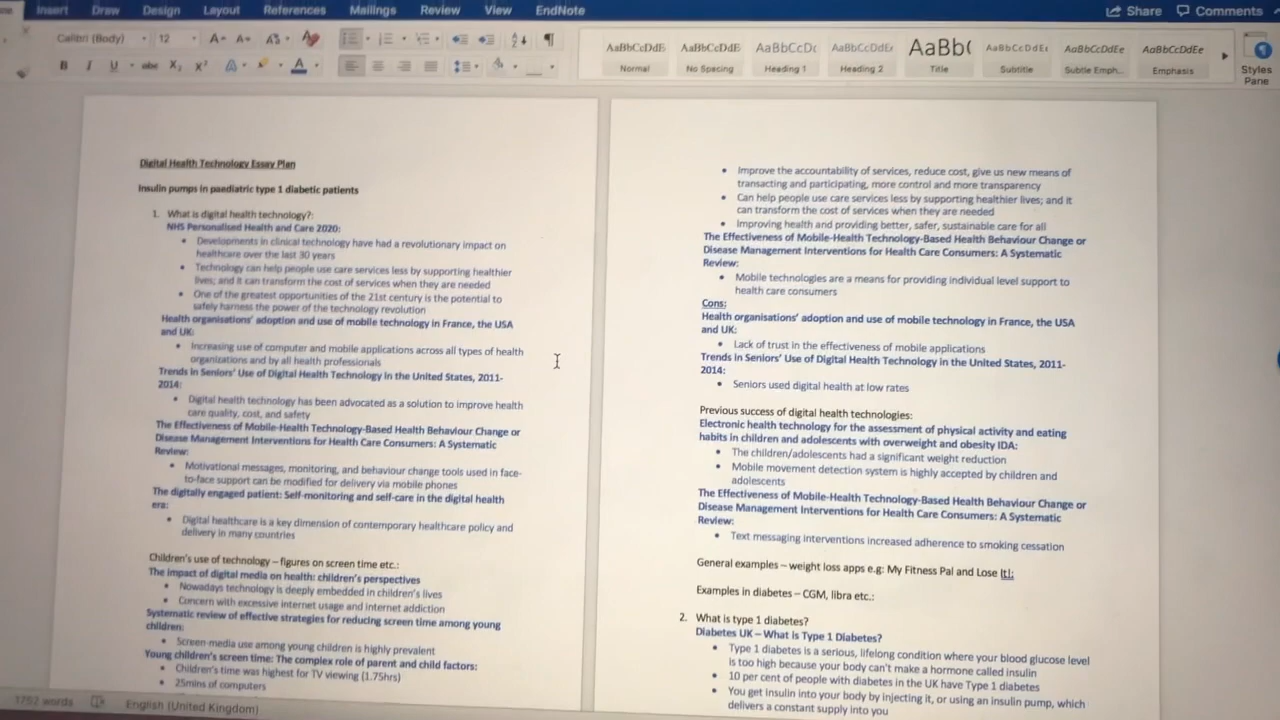 Insert Draw Design Layout References Mailings Review View EndNote
Share Comments
Calibri (Body) 12
AaBbCcDdE AaBbCcDdE AaBbCcDc AaBbCcDdEe AaBb( AaBbCcDdEe AaBbCcDdEe AaBbCcDdEe
Normal No Spacing Heading 1 Heading 2 Title Subtitle Subtle Emph... Emphasis
Styles
Pane
Digital Health Technology Essay Plan
Insulin pumps in paediatric type 1 diabetic patients
1. What is digital health technology?:
NHS Personalised Health and Care 2020:
• Developments in clinical technology have had a revolutionary impact on
healthcare over the last 30 years
• Technology can help people use care services less by supporting healthier
lives; and it can transform the cost of services when they are needed
• One of the greatest opportunities of the 21st century is the potential to
safely harness the power of the technology revolution
Health organisations' adoption and use of mobile technology in France, the USA
and UK:
• Increasing use of computer and mobile applications across all types of health
organizations and by all health professionals
Trends in Seniors' Use of Digital Health Technology in the United States, 2011-
2014:
• Digital health technology has been advocated as a solution to improve health
care quality, cost, and safety
The Effectiveness of Mobile-Health Technology-Based Health Behaviour Change or
Disease Management Interventions for Health Care Consumers: A Systematic
Review:
• Motivational messages, monitoring, and behaviour change tools used in face-
to-face support can be modified for delivery via mobile phones
The digitally engaged patient: Self-monitoring and self-care in the digital health
era:
• Digital healthcare is a key dimension of contemporary healthcare policy and
delivery in many countries
Children's use of technology – figures on screen time etc.:
The impact of digital media on health: children's perspectives
• Nowadays technology is deeply embedded in children's lives
• Concern with excessive internet usage and internet addiction
Systematic review of effective strategies for reducing screen time among young
children:
• Screen-media use among young children is highly prevalent
Young children's screen time: The complex role of parent and child factors:
• Children's time was highest for TV viewing (1.75hrs)
• 25mins of computers
• Improve the accountability of services, reduce cost, give us new means of
transacting and participating, more control and more transparency
• Can help people use care services less by supporting healthier lives; and it
can transform the cost of services when they are needed
• Improving health and providing better, safer, sustainable care for all
The Effectiveness of Mobile-Health Technology-Based Health Behaviour Change or
Disease Management Interventions for Health Care Consumers: A Systematic
Review:
• Mobile technologies are a means for providing individual level support to
health care consumers
Cons:
Health organisations' adoption and use of mobile technology in France, the USA
and UK:
• Lack of trust in the effectiveness of mobile applications
Trends in Seniors' Use of Digital Health Technology in the United States, 2011-
2014:
• Seniors used digital health at low rates
Previous success of digital health technologies:
Electronic health technology for the assessment of physical activity and eating
habits in children and adolescents with overweight and obesity IDA:
• The children/adolescents had a significant weight reduction
• Mobile movement detection system is highly accepted by children and
adolescents
The Effectiveness of Mobile-Health Technology-Based Health Behaviour Change or
Disease Management Interventions for Health Care Consumers: A Systematic
Review:
• Text messaging interventions increased adherence to smoking cessation
General examples – weight loss apps e.g: My Fitness Pal and Lose It!:
Examples in diabetes – CGM, libra etc.:
2. What is type 1 diabetes?
Diabetes UK – What is Type 1 Diabetes?
• Type 1 diabetes is a serious, lifelong condition where your blood glucose level
is too high because your body can't make a hormone called insulin
• 10 per cent of people with diabetes in the UK have Type 1 diabetes
• You get insulin into your body by injecting it, or using an insulin pump, which
delivers a constant supply into you
1752 words English (United Kingdom)